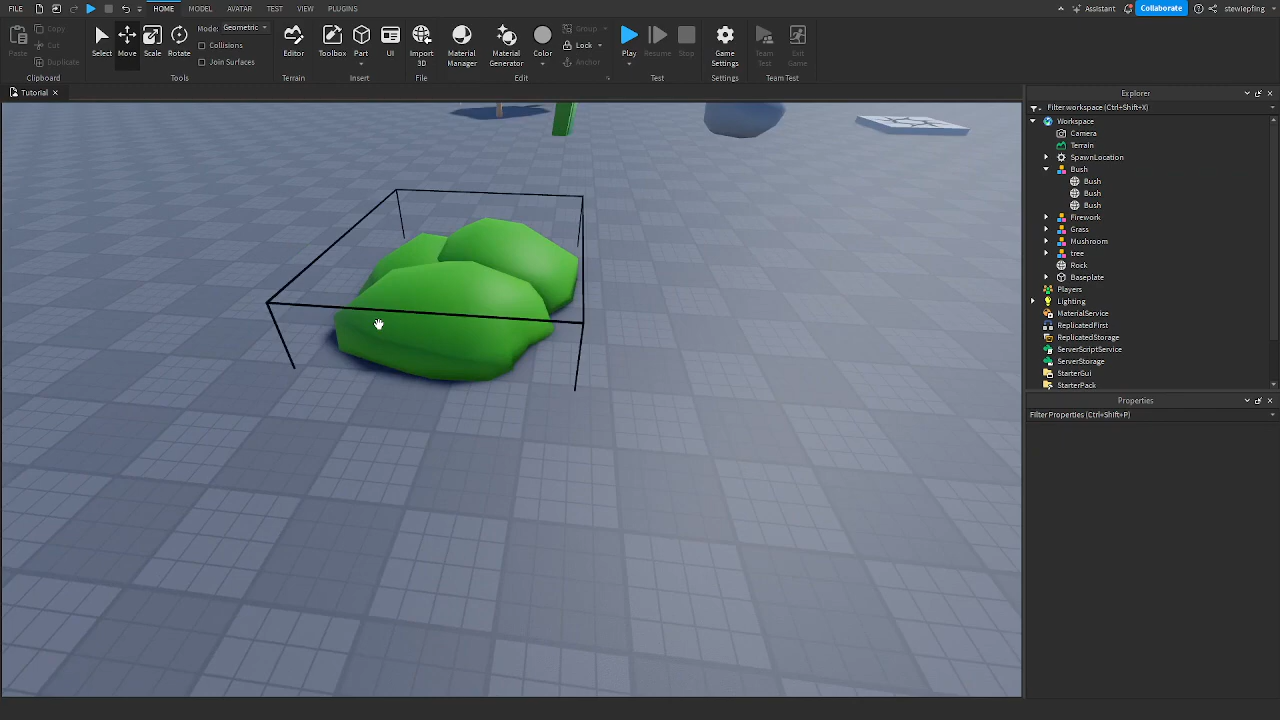 FILE HOME MODEL AVATAR TEST VIEW PLUGINS Assistant Collaborate stewiepfing
Paste Copy Cut Duplicate Select Move Scale Rotate Mode: Geometric Collisions Join Surfaces Editor Toolbox Part UI Import 3D Material Manager Material Generator Color Group Lock Anchor Play Resume Stop Game Settings Team Test Exit Game
Clipboard Tools Terrain Insert File Edit Test Settings Team Test
Tutorial
Explorer
Filter workspace (Ctrl+Shift+X)
Workspace
Camera
Terrain
SpawnLocation
Bush
Bush
Bush
Bush
Firework
Grass
Mushroom
tree
Rock
Baseplate
Players
Lighting
MaterialService
ReplicatedFirst
ReplicatedStorage
ServerScriptService
ServerStorage
StarterGui
StarterPack
Properties
Filter Properties (Ctrl+Shift+P)